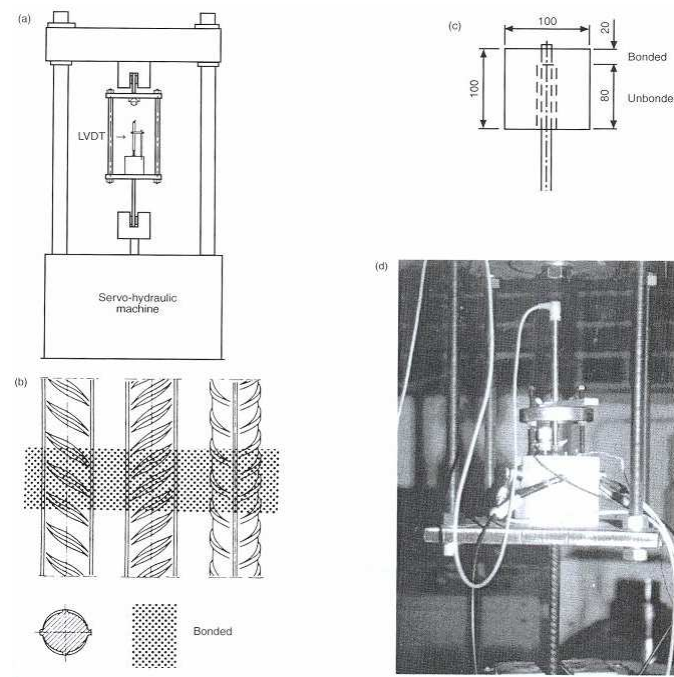 (a)
LVDT
Servo-hydraulic
machine
(b)
Bonded
(c)
100
20
Bonded
100
80
Unbonde
(d)